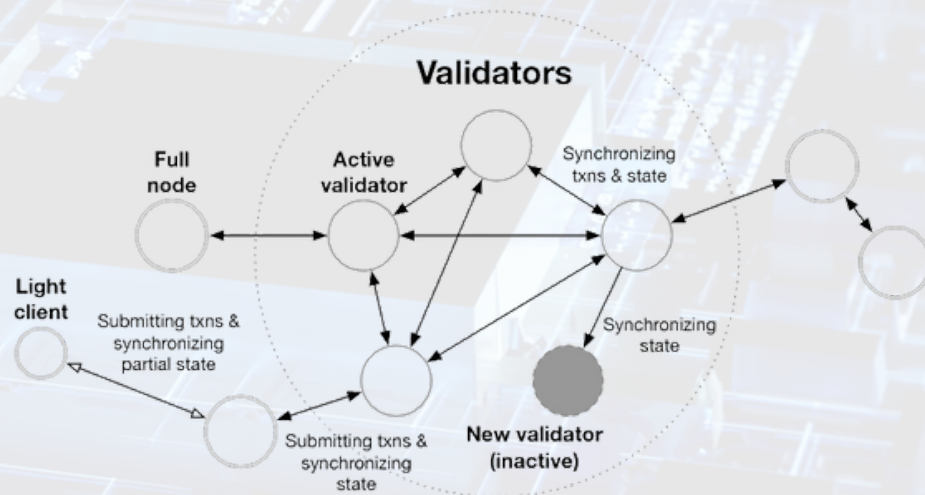 Validators
Full
node
Active
validator
Synchronizing
txns & state
Light
client
Submitting txns &
synchronizing
partial state
Synchronizing
state
New validator
(inactive)
Submitting txns &
synchronizing
state